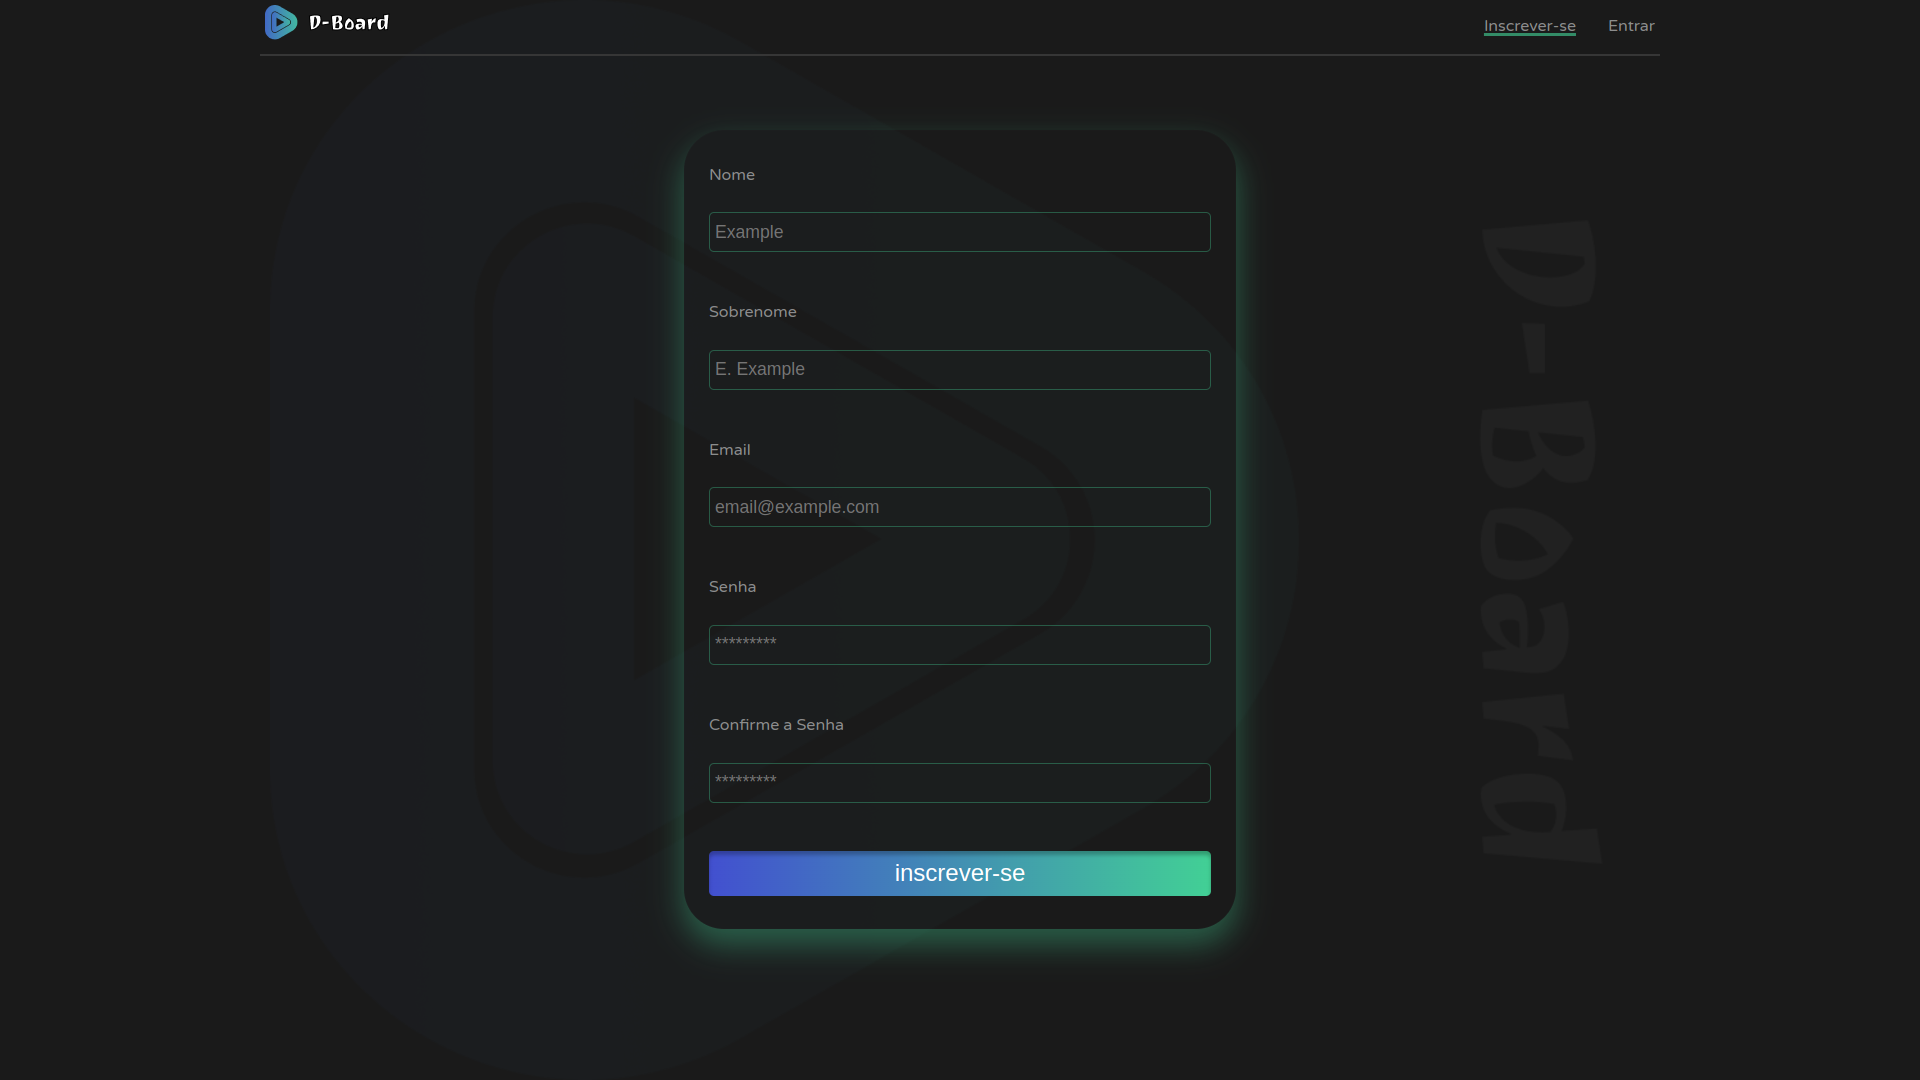 D-Board
Inscrever-se
Entrar
Nome
Example
Sobrenome
E. Example
Email
email@example.com
Senha
*********
Confirme a Senha
*********
inscrever-se
D-Board